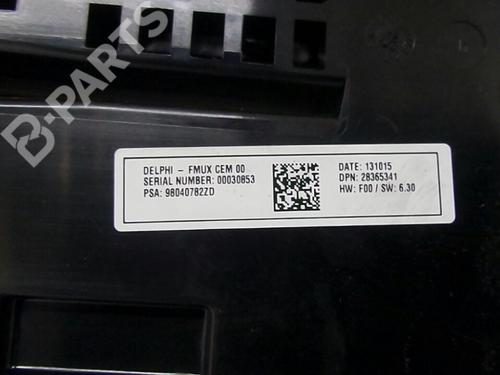 B-PARTS
DELPHI - FMUX CEM 00
SERIAL NUMBER: 00030853
PSA: 98040782ZD
DATE: 131015
DPN: 28365341
HW: F00 / SW: 6.30